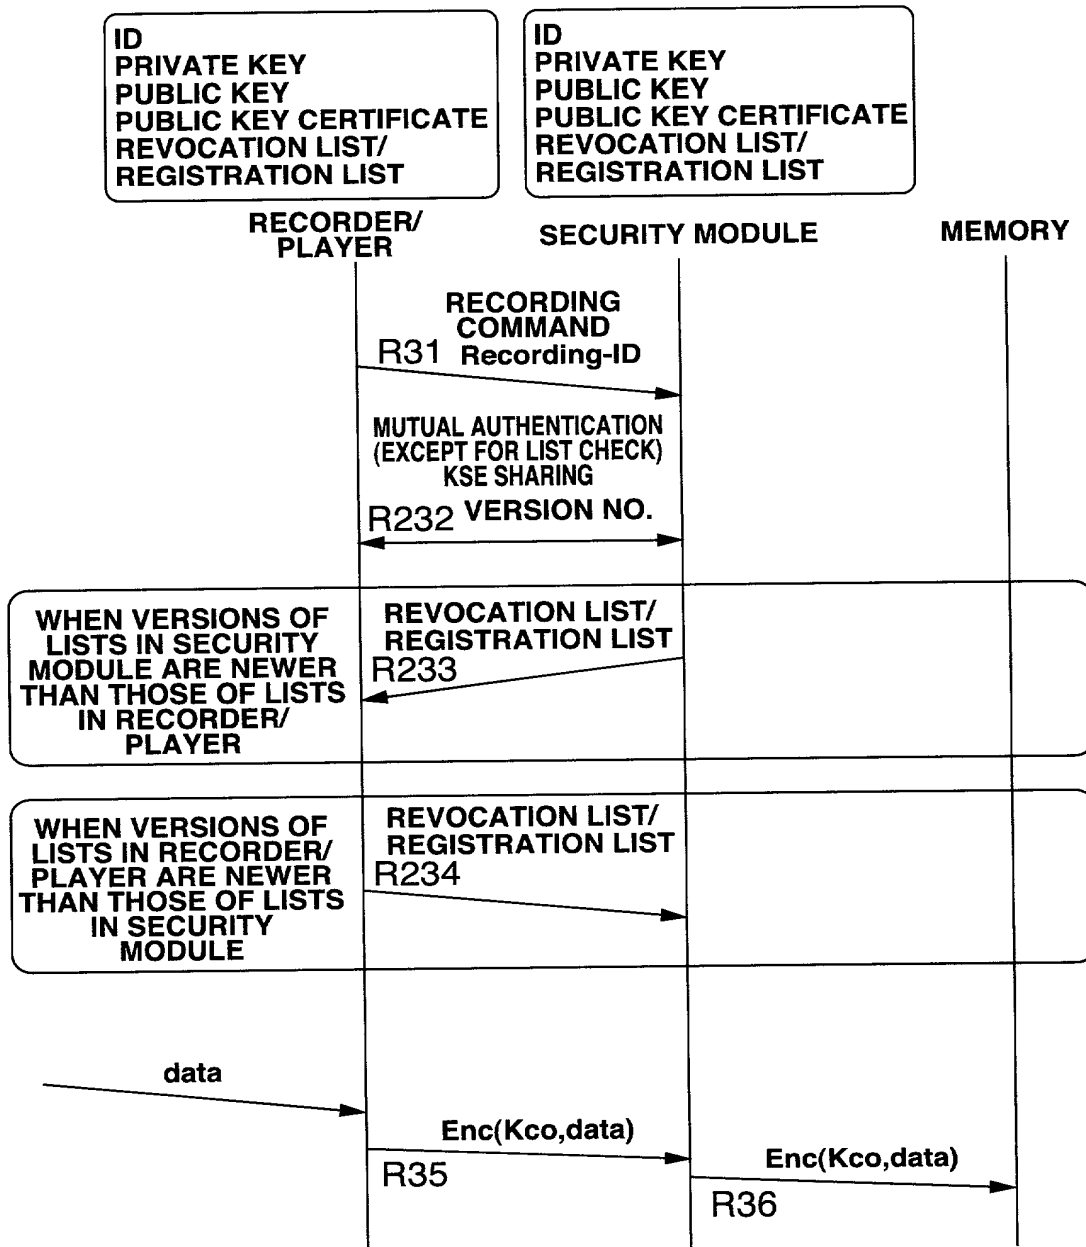 ID
PRIVATE KEY
PUBLIC KEY
PUBLIC KEY CERTIFICATE
REVOCATION LIST/
REGISTRATION LIST
ID
PRIVATE KEY
PUBLIC KEY
PUBLIC KEY CERTIFICATE
REVOCATION LIST/
REGISTRATION LIST
RECORDER/
PLAYER
SECURITY MODULE
MEMORY
RECORDING
COMMAND
R31 Recording-ID
MUTUAL AUTHENTICATION
(EXCEPT FOR LIST CHECK)
KSE SHARING
R232 VERSION NO.
WHEN VERSIONS OF
LISTS IN SECURITY
MODULE ARE NEWER
THAN THOSE OF LISTS
IN RECORDER/
PLAYER
REVOCATION LIST/
REGISTRATION LIST
R233
WHEN VERSIONS OF
LISTS IN RECORDER/
PLAYER ARE NEWER
THAN THOSE OF LISTS
IN SECURITY
MODULE
REVOCATION LIST/
REGISTRATION LIST
R234
data
Enc(Kco,data)
R35
Enc(Kco,data)
R36